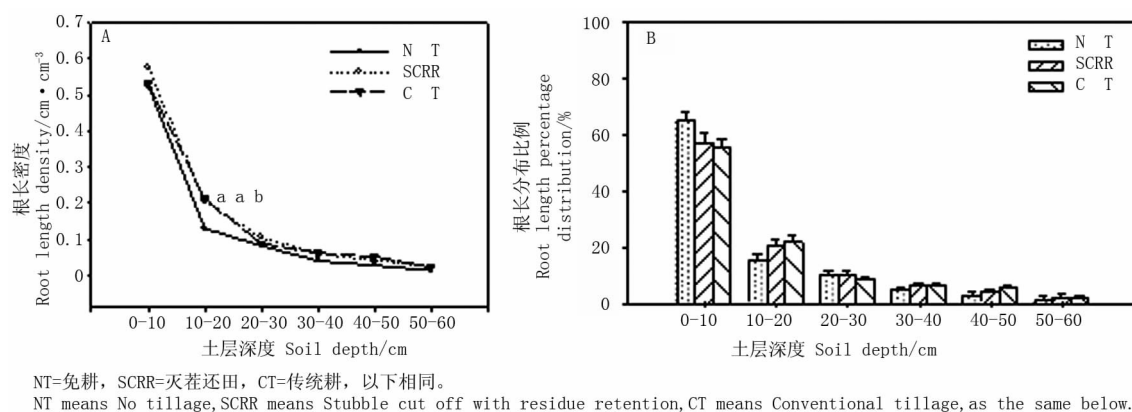 A
0.7
0.6
0.5
0.4
0.3
0.2
0.1
0
根长密度
Root length density/cm·cm⁻³
N T
SCRR
C T
a a b
0-10 10-20 20-30 30-40 40-50 50-60
土层深度 Soil depth/cm
B
100
80
60
40
20
0
根长分布比例
Root length percentage
distribution/%
N T
SCRR
C T
0-10 10-20 20-30 30-40 40-50 50-60
土层深度 Soil depth/cm
NT=免耕，SCRR=灭茬还田，CT=传统耕，以下相同。
NT means No tillage,SCRR means Stubble cut off with residue retention,CT means Conventional tillage,as the same below.